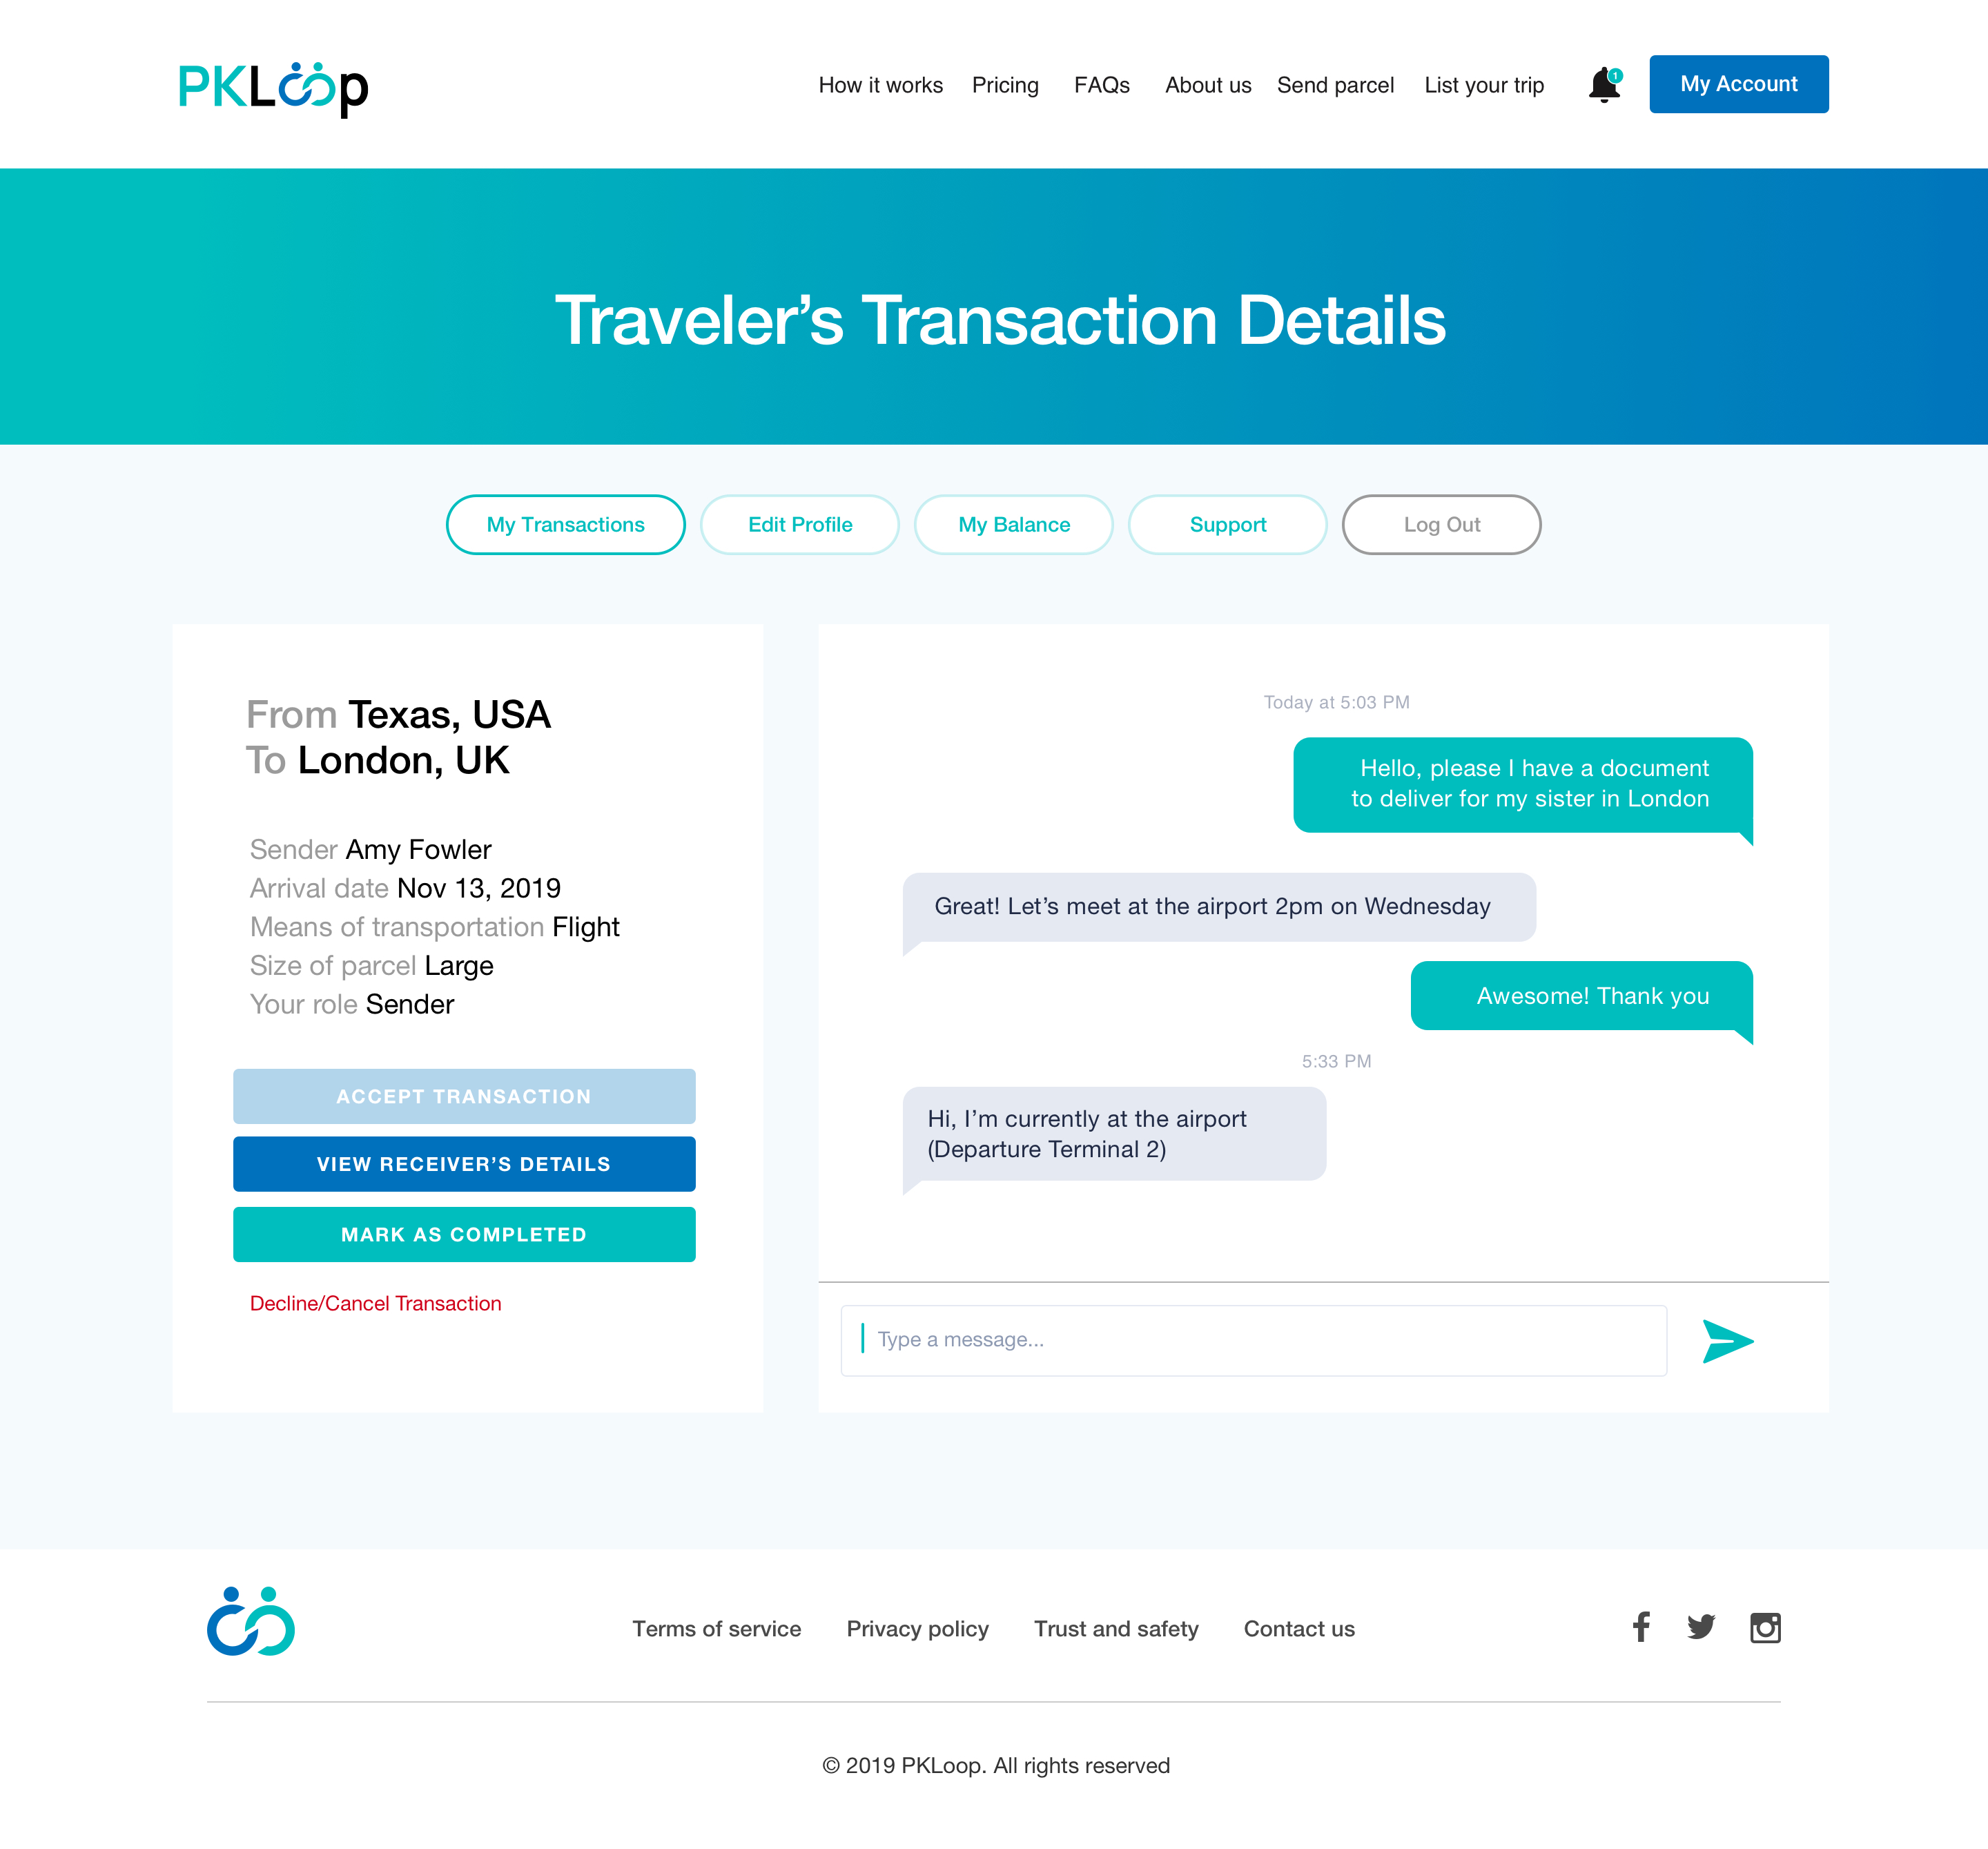 PKLoop
How it works Pricing FAQs About us Send parcel List your trip 1 My Account
Traveler’s Transaction Details
My Transactions Edit Profile My Balance Support Log Out
From Texas, USA
To London, UK
Sender Amy Fowler
Arrival date Nov 13, 2019
Means of transportation Flight
Size of parcel Large
Your role Sender
ACCEPT TRANSACTION
VIEW RECEIVER’S DETAILS
MARK AS COMPLETED
Decline/Cancel Transaction
Today at 5:03 PM
Hello, please I have a document
to deliver for my sister in London
Great! Let’s meet at the airport 2pm on Wednesday
Awesome! Thank you
5:33 PM
Hi, I’m currently at the airport
(Departure Terminal 2)
Type a message...
Terms of service Privacy policy Trust and safety Contact us
© 2019 PKLoop. All rights reserved